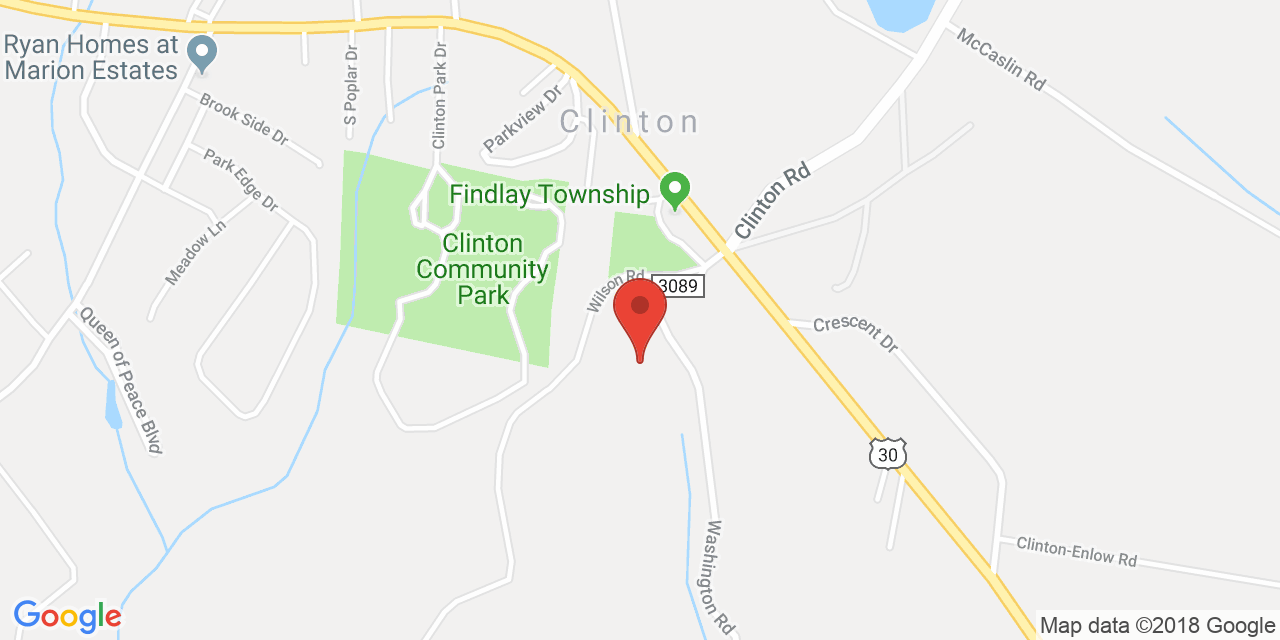 Ryan Homes at
Marion Estates
S Poplar Dr
Clinton Park Dr
Parkview Dr
Clinton
McCaslin Rd
Brook Side Dr
Park Edge Dr
Meadow Ln
Findlay Township
Clinton Rd
Clinton
Community
Park
Wilson Rd
3089
Queen of Peace Blvd
Crescent Dr
30
Washington Rd
Clinton-Enlow Rd
Google
Map data ©2018 Google